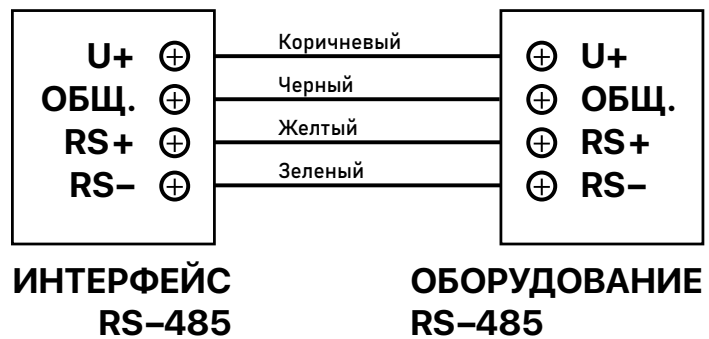 U+ Коричневый U+
ОБЩ. Черный ОБЩ.
RS+ Желтый RS+
RS– Зеленый RS–
ИНТЕРФЕЙС
RS–485
ОБОРУДОВАНИЕ
RS–485